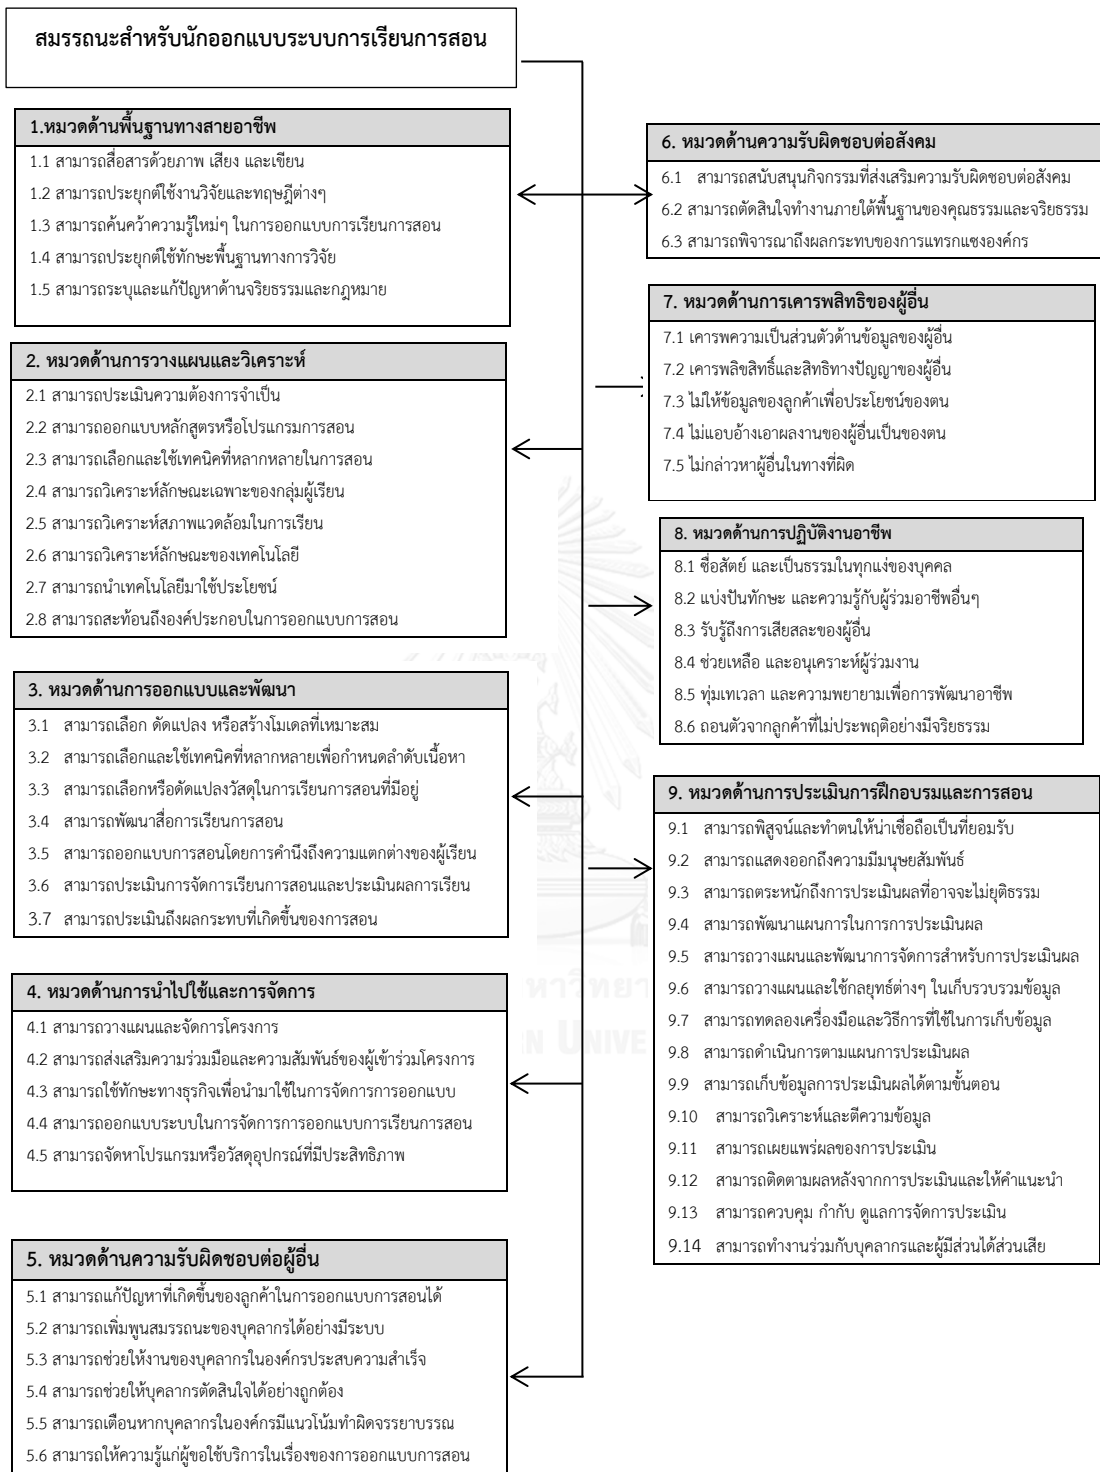 สมรรถนะสำหรับนักออกแบบระบบการเรียนการสอน
1.หมวดด้านพื้นฐานทางสายอาชีพ
1.1 สามารถสื่อสารด้วยภาพ เสียง และเขียน
1.2 สามารถประยุกต์ใช้งานวิจัยและทฤษฎีต่างๆ
1.3 สามารถค้นคว้าความรู้ใหม่ๆ ในการออกแบบการเรียนการสอน
1.4 สามารถประยุกต์ใช้ทักษะพื้นฐานทางการวิจัย
1.5 สามารถระบุและแก้ปัญหาด้านจริยธรรมและกฎหมาย
2. หมวดด้านการวางแผนและวิเคราะห์
2.1 สามารถประเมินความต้องการจำเป็น
2.2 สามารถออกแบบหลักสูตรหรือโปรแกรมการสอน
2.3 สามารถเลือกและใช้เทคนิคที่หลากหลายในการสอน
2.4 สามารถวิเคราะห์ลักษณะเฉพาะของกลุ่มผู้เรียน
2.5 สามารถวิเคราะห์สภาพแวดล้อมในการเรียน
2.6 สามารถวิเคราะห์ลักษณะของเทคโนโลยี
2.7 สามารถนำเทคโนโลยีมาใช้ประโยชน์
2.8 สามารถสะท้อนถึงองค์ประกอบในการออกแบบการสอน
3. หมวดด้านการออกแบบและพัฒนา
3.1 สามารถเลือก ดัดแปลง หรือสร้างโมเดลที่เหมาะสม
3.2 สามารถเลือกและใช้เทคนิคที่หลากหลายเพื่อกำหนดลำดับเนื้อหา
3.3 สามารถเลือกหรือดัดแปลงวัสดุในการเรียนการสอนที่มีอยู่
3.4 สามารถพัฒนาสื่อการเรียนการสอน
3.5 สามารถออกแบบการสอนโดยการคำนึงถึงความแตกต่างของผู้เรียน
3.6 สามารถประเมินการจัดการเรียนการสอนและประเมินผลการเรียน
3.7 สามารถประเมินถึงผลกระทบที่เกิดขึ้นของการสอน
4. หมวดด้านการนำไปใช้และการจัดการ
4.1 สามารถวางแผนและจัดการโครงการ
4.2 สามารถส่งเสริมความร่วมมือและความสัมพันธ์ของผู้เข้าร่วมโครงการ
4.3 สามารถใช้ทักษะทางธุรกิจเพื่อนำมาใช้ในการจัดการการออกแบบ
4.4 สามารถออกแบบระบบในการจัดการการออกแบบการเรียนการสอน
4.5 สามารถจัดหาโปรแกรมหรือวัสดุอุปกรณ์ที่มีประสิทธิภาพ
5. หมวดด้านความรับผิดชอบต่อผู้อื่น
5.1 สามารถแก้ปัญหาที่เกิดขึ้นของลูกค้าในการออกแบบการสอนได้
5.2 สามารถเพิ่มพูนสมรรถนะของบุคลากรได้อย่างมีระบบ
5.3 สามารถช่วยให้งานของบุคลากรในองค์กรประสบความสำเร็จ
5.4 สามารถช่วยให้บุคลากรตัดสินใจได้อย่างถูกต้อง
5.5 สามารถเตือนหากบุคลากรในองค์กรมีแนวโน้มทำผิดจรรยาบรรณ
5.6 สามารถให้ความรู้แก่ผู้ขอใช้บริการในเรื่องของการออกแบบการสอน
6. หมวดด้านความรับผิดชอบต่อสังคม
6.1 สามารถสนับสนุนกิจกรรมที่ส่งเสริมความรับผิดชอบต่อสังคม
6.2 สามารถตัดสินใจทำงานภายใต้พื้นฐานของคุณธรรมและจริยธรรม
6.3 สามารถพิจารณาถึงผลกระทบของการแทรกแซงองค์กร
7. หมวดด้านการเคารพสิทธิของผู้อื่น
7.1 เคารพความเป็นส่วนตัวด้านข้อมูลของผู้อื่น
7.2 เคารพลิขสิทธิ์และสิทธิทางปัญญาของผู้อื่น
7.3 ไม่ให้ข้อมูลของลูกค้าเพื่อประโยชน์ของตน
7.4 ไม่แอบอ้างเอาผลงานของผู้อื่นเป็นของตน
7.5 ไม่กล่าวหาผู้อื่นในทางที่ผิด
8. หมวดด้านการปฏิบัติงานอาชีพ
8.1 ซื่อสัตย์ และเป็นธรรมในทุกแง่ของบุคคล
8.2 แบ่งปันทักษะ และความรู้กับผู้ร่วมอาชีพอื่นๆ
8.3 รับรู้ถึงการเสียสละของผู้อื่น
8.4 ช่วยเหลือ และอนุเคราะห์ผู้ร่วมงาน
8.5 ทุ่มเทเวลา และความพยายามเพื่อการพัฒนาอาชีพ
8.6 ถอนตัวจากลูกค้าที่ไม่ประพฤติอย่างมีจริยธรรม
9. หมวดด้านการประเมินการฝึกอบรมและการสอน
9.1 สามารถพิสูจน์และทำตนให้น่าเชื่อถือเป็นที่ยอมรับ
9.2 สามารถแสดงออกถึงความมีมนุษยสัมพันธ์
9.3 สามารถตระหนักถึงการประเมินผลที่อาจจะไม่ยุติธรรม
9.4 สามารถพัฒนาแผนการในการการประเมินผล
9.5 สามารถวางแผนและพัฒนาการจัดการสำหรับการประเมินผล
9.6 สามารถวางแผนและใช้กลยุทธ์ต่างๆ ในเก็บรวบรวมข้อมูล
9.7 สามารถทดลองเครื่องมือและวิธีการที่ใช้ในการเก็บข้อมูล
9.8 สามารถดำเนินการตามแผนการประเมินผล
9.9 สามารถเก็บข้อมูลการประเมินผลได้ตามขั้นตอน
9.10 สามารถวิเคราะห์และตีความข้อมูล
9.11 สามารถเผยแพร่ผลของการประเมิน
9.12 สามารถติดตามผลหลังจากการประเมินและให้คำแนะนำ
9.13 สามารถควบคุม กำกับ ดูแลการจัดการประเมิน
9.14 สามารถทำงานร่วมกับบุคลากรและผู้มีส่วนได้ส่วนเสีย
หาวิทยา
N UNIVE